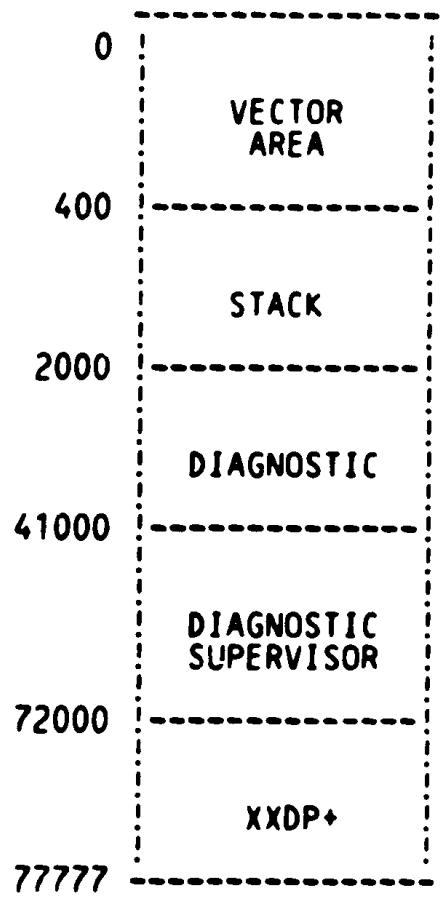 0
VECTOR
AREA
400
STACK
2000
DIAGNOSTIC
41000
DIAGNOSTIC
SUPERVISOR
72000
XXDP+
77777